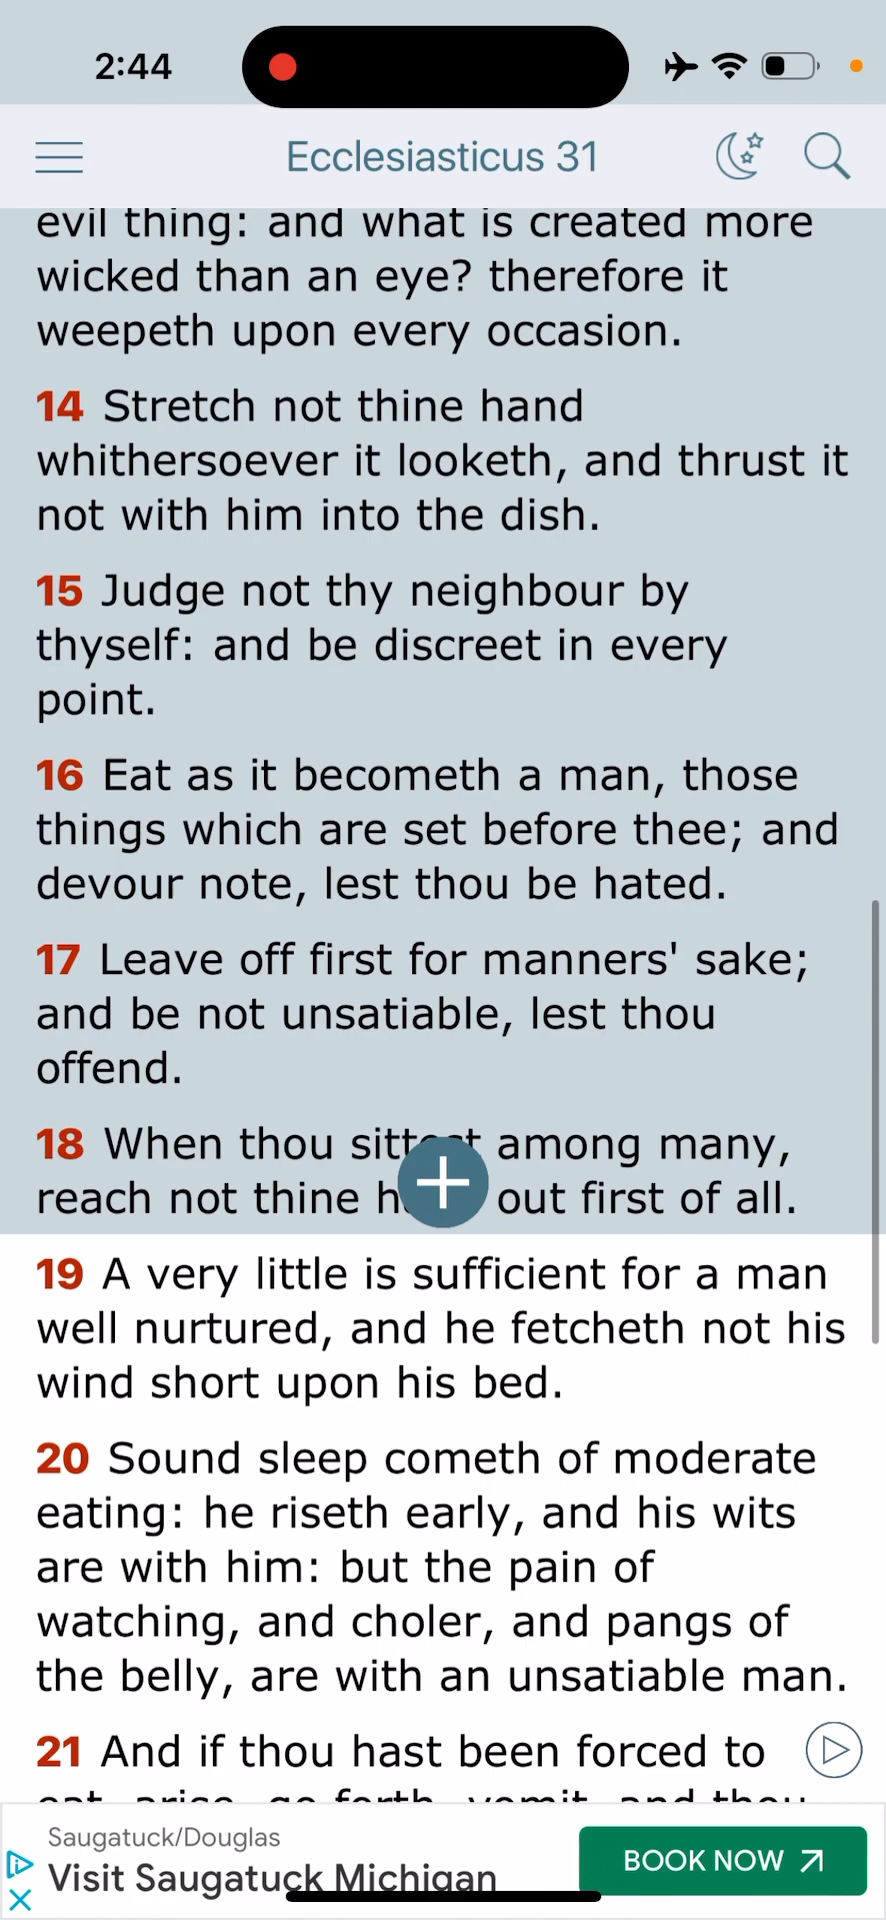 2:44
Ecclesiasticus 31
evil thing: and what is created more
wicked than an eye? therefore it
weepeth upon every occasion.
14 Stretch not thine hand
whithersoever it looketh, and thrust it
not with him into the dish.
15 Judge not thy neighbour by
thyself: and be discreet in every
point.
16 Eat as it becometh a man, those
things which are set before thee; and
devour note, lest thou be hated.
17 Leave off first for manners' sake;
and be not unsatiable, lest thou
offend.
18 When thou sittest among many,
reach not thine out first of all.
19 A very little is sufficient for a man
well nurtured, and he fetcheth not his
wind short upon his bed.
20 Sound sleep cometh of moderate
eating: he riseth early, and his wits
are with him: but the pain of
watching, and choler, and pangs of
the belly, are with an unsatiable man.
21 And if thou hast been forced to
eat, arise, go forth, vomit, and thou
Saugatuck/Douglas
Visit Saugatuck Michigan
BOOK NOW